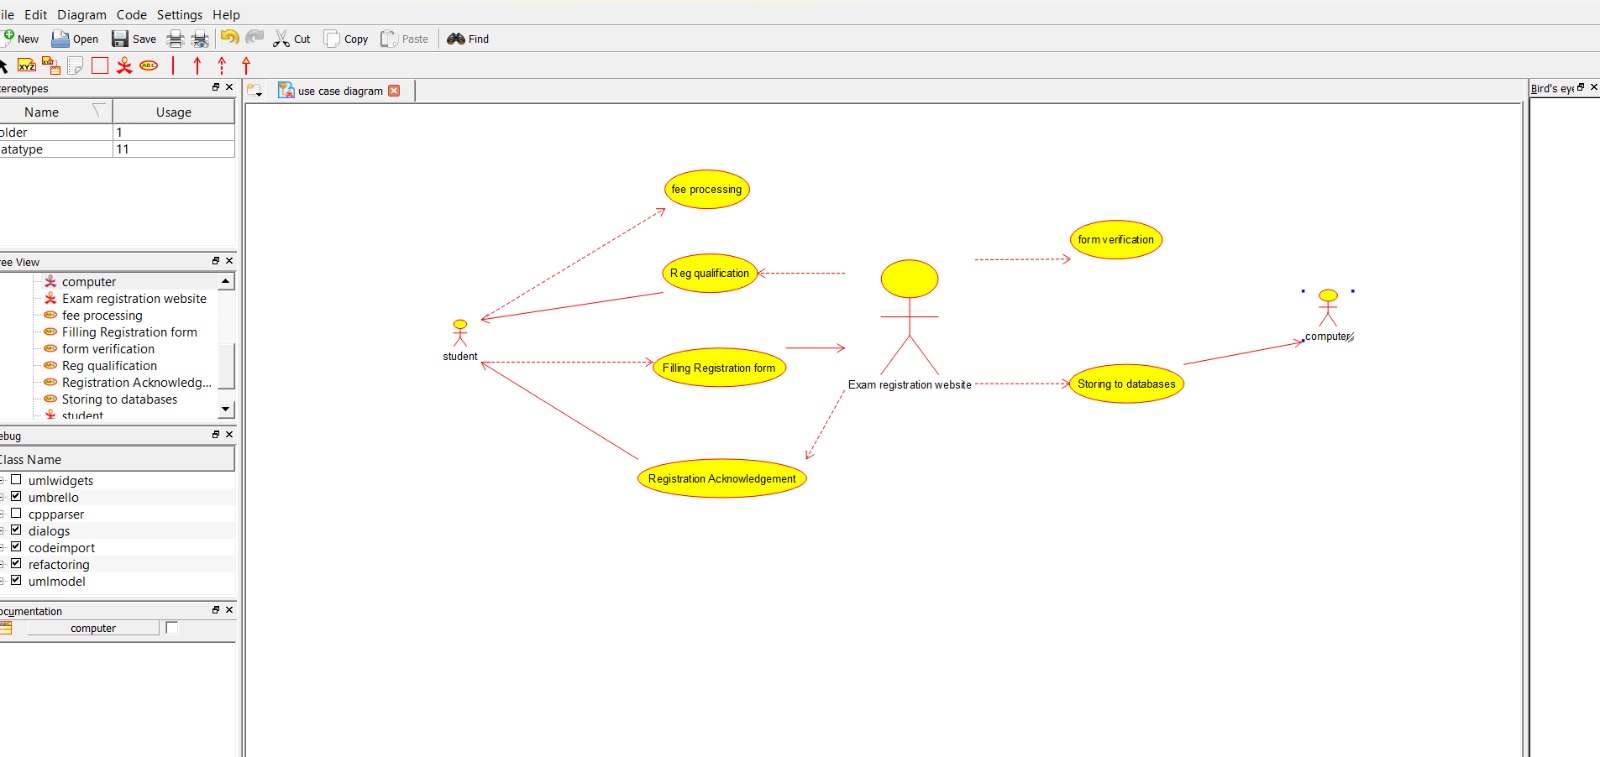 ile Edit Diagram Code Settings Help
New Open Save Cut Copy Paste Find
XYZ ABC
ereotypes
Name Usage
older 1
atatype 11
ree View
computer
Exam registration website
fee processing
Filling Registration form
form verification
Reg qualification
Registration Acknowledg...
Storing to databases
student
ebug
Class Name
umlwidgets
umbrello
cppparser
dialogs
codeimport
refactoring
umlmodel
ocumentation
computer
use case diagram
fee processing
form verification
Reg qualification
computer
student
Filling Registration form
Exam registration website
Storing to databases
Registration Acknowledgement
Bird's eye